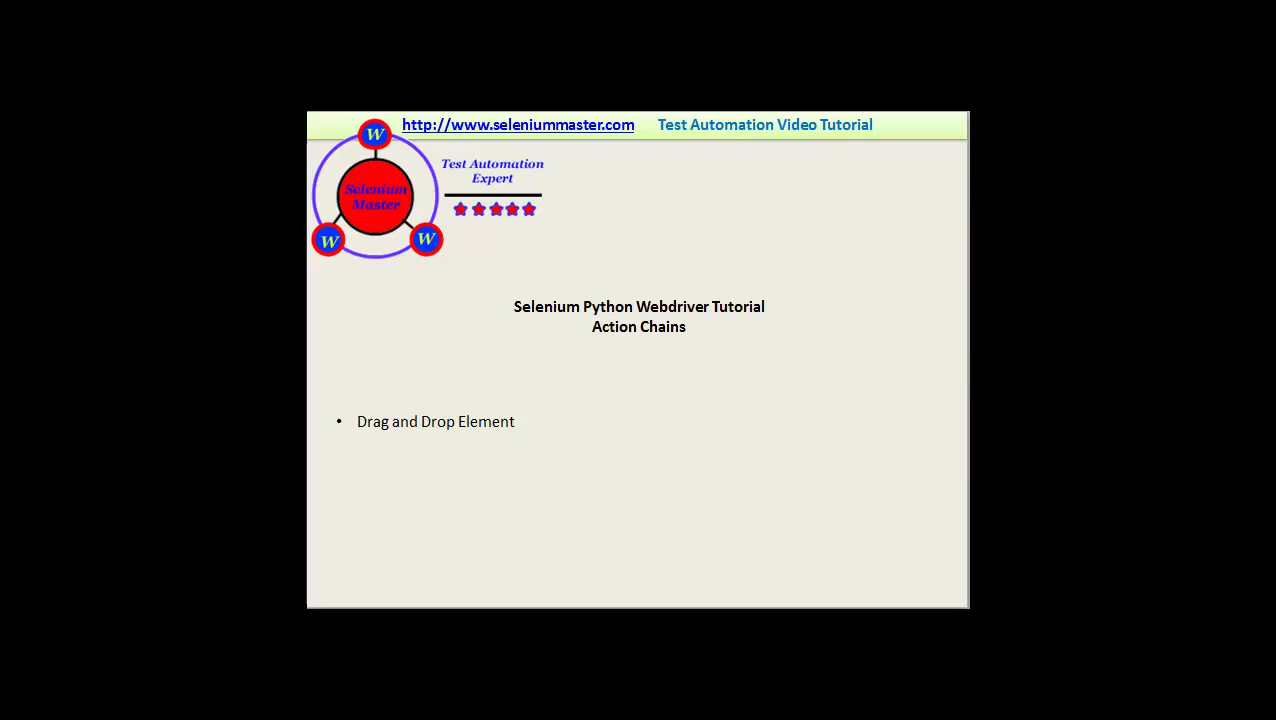 http://www.seleniummaster.com Test Automation Video Tutorial
W
Test Automation
Expert
Selenium
Master
W
W
Selenium Python Webdriver Tutorial
Action Chains
• Drag and Drop Element